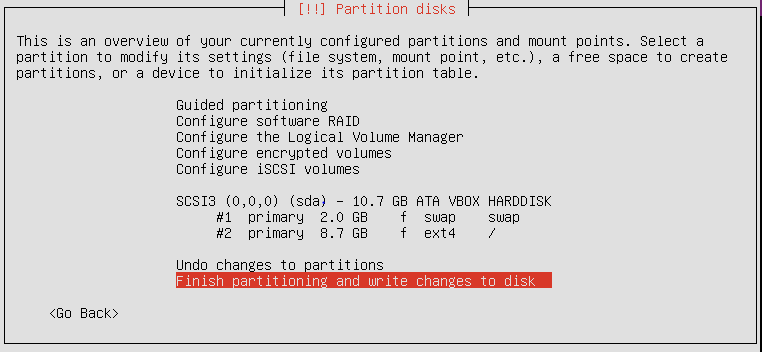 [!!] Partition disks
This is an overview of your currently configured partitions and mount points. Select a
partition to modify its settings (file system, mount point, etc.), a free space to create
partitions, or a device to initialize its partition table.
Guided partitioning
Configure software RAID
Configure the Logical Volume Manager
Configure encrypted volumes
Configure iSCSI volumes
SCSI3 (0,0,0) (sda) - 10.7 GB ATA VBOX HARDDISK
#1 primary 2.0 GB f swap swap
#2 primary 8.7 GB f ext4 /
Undo changes to partitions
Finish partitioning and write changes to disk
<Go Back>